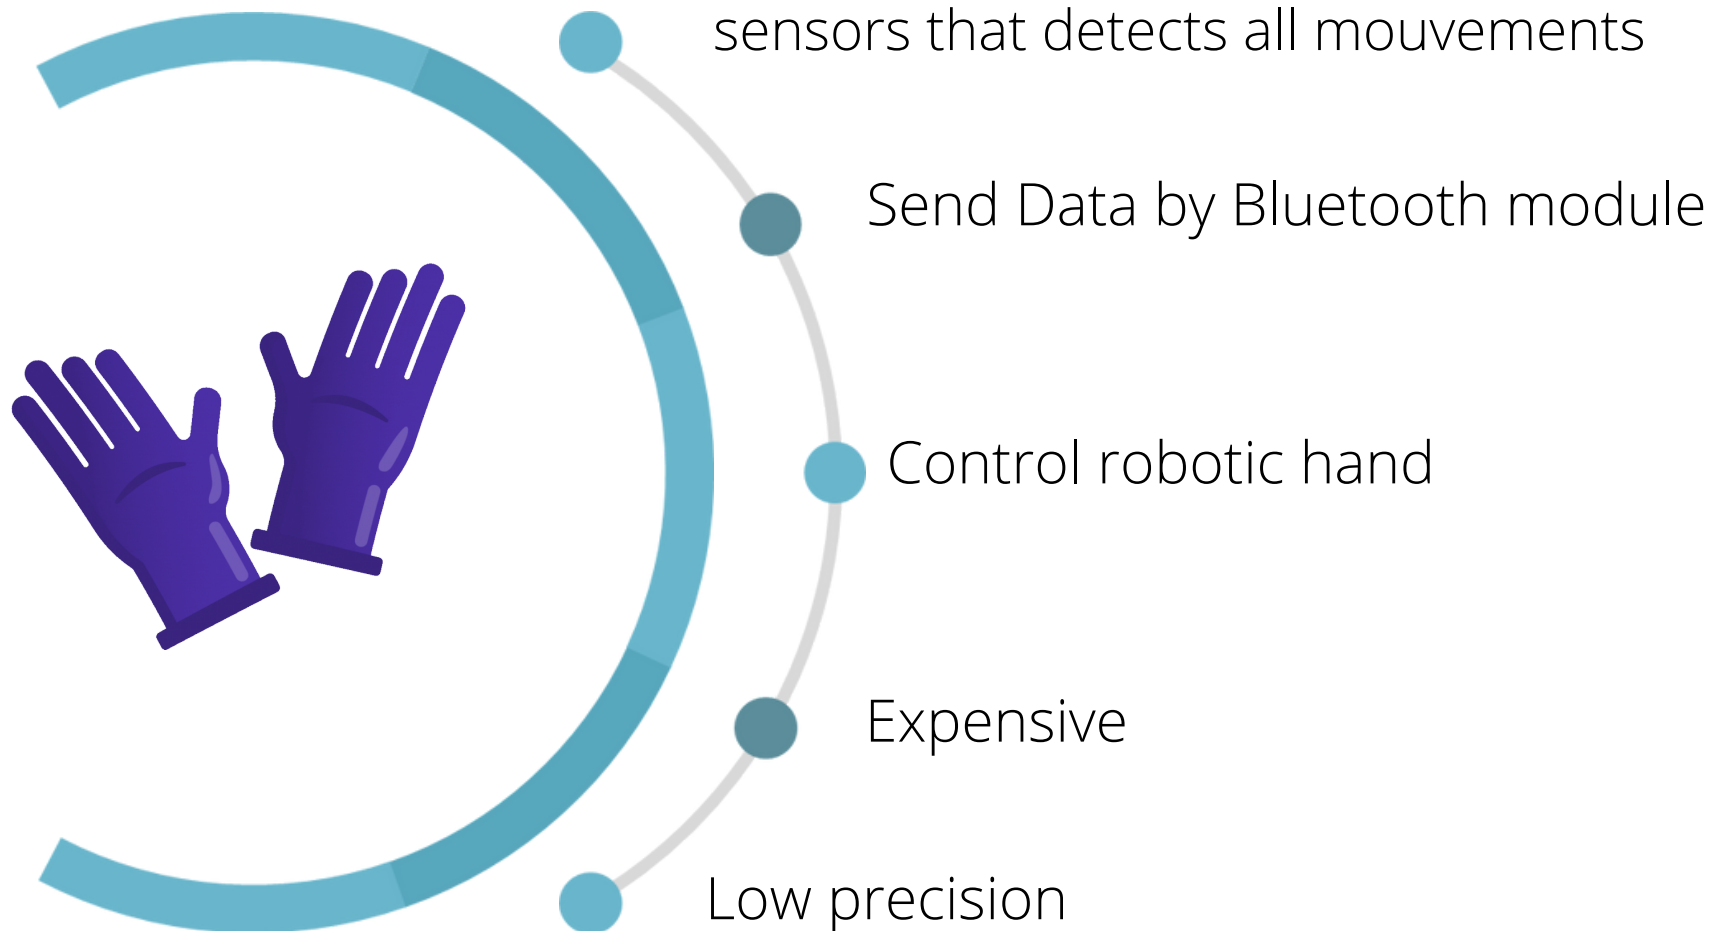 sensors that detects all mouvements
Send Data by Bluetooth module
Control robotic hand
Expensive
Low precision